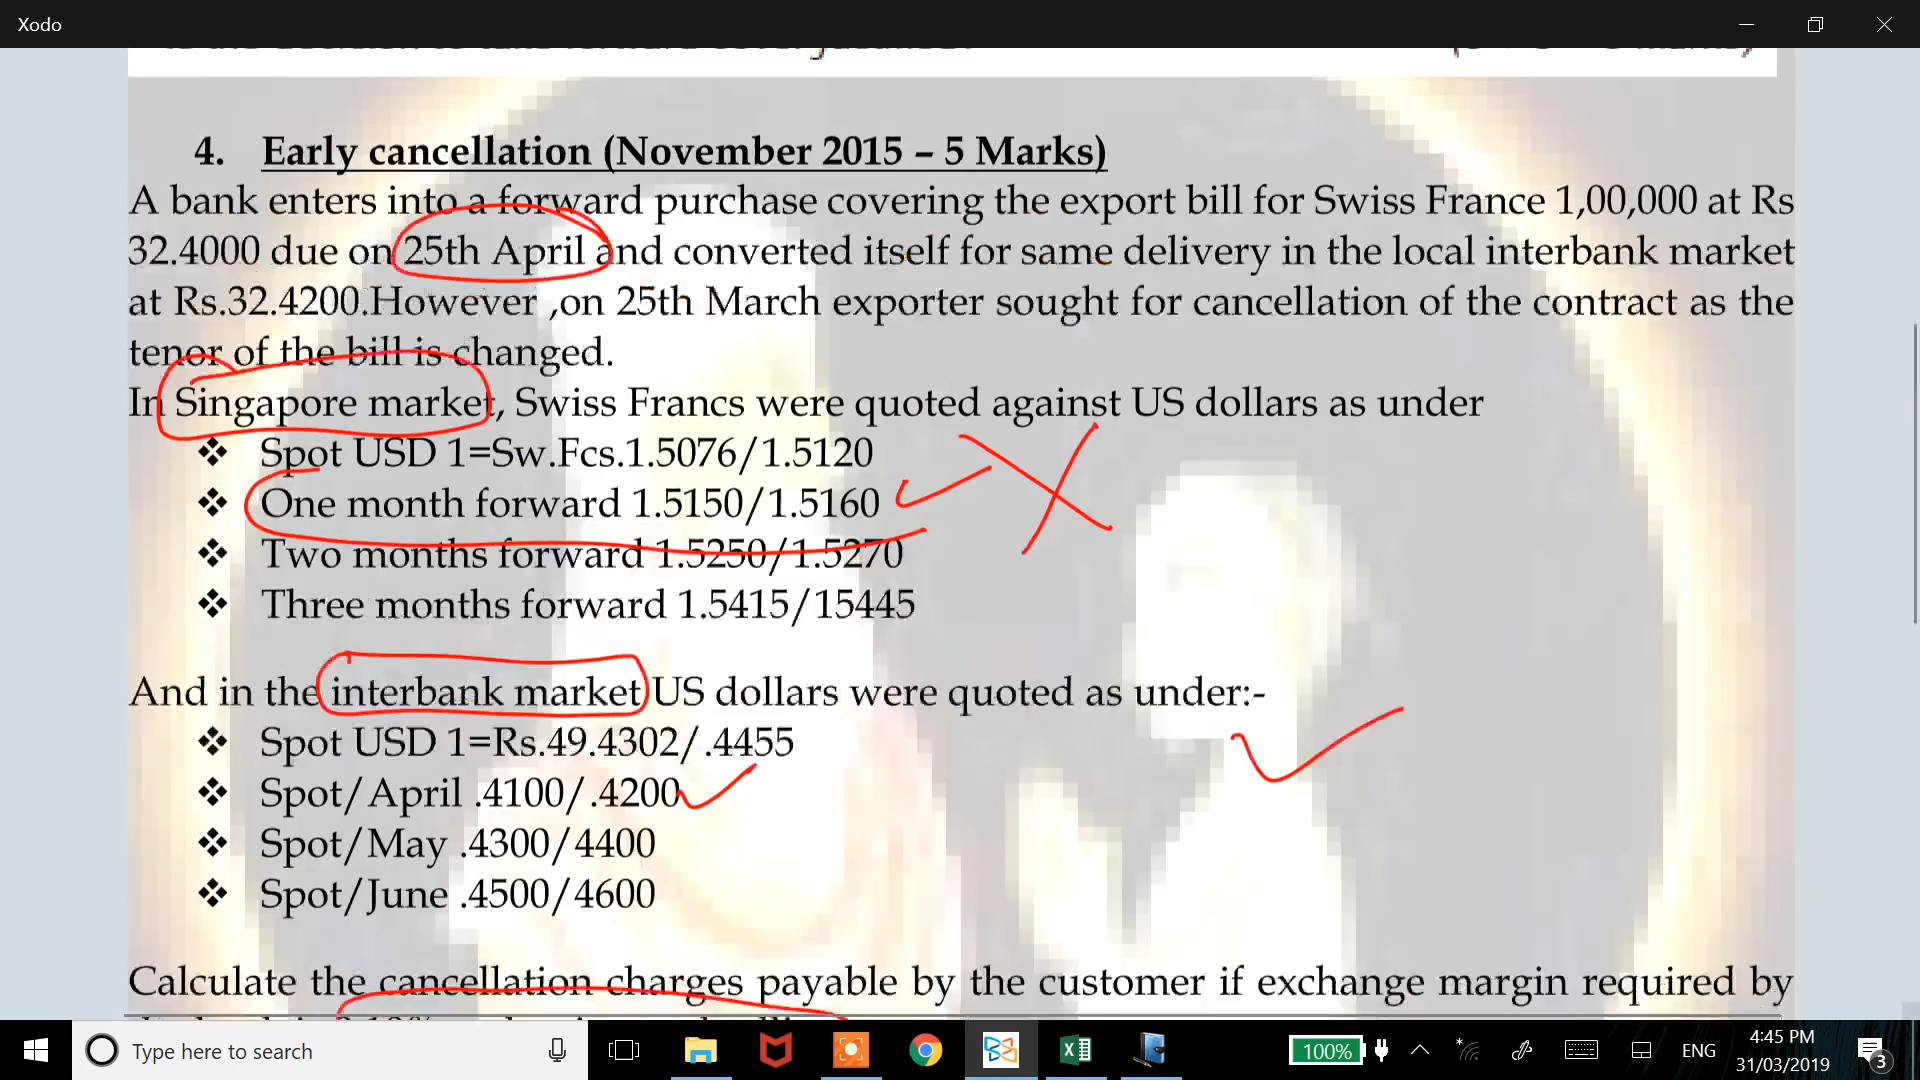 Xodo
4. Early cancellation (November 2015 – 5 Marks)
A bank enters into a forward purchase covering the export bill for Swiss France 1,00,000 at Rs
32.4000 due on 25th April and converted itself for same delivery in the local interbank market
at Rs.32.4200.However ,on 25th March exporter sought for cancellation of the contract as the
tenor of the bill is changed.
In Singapore market, Swiss Francs were quoted against US dollars as under
❖ Spot USD 1=Sw.Fcs.1.5076/1.5120
❖ One month forward 1.5150/1.5160
❖ Two months forward 1.5250/1.5270
❖ Three months forward 1.5415/15445
And in the interbank market US dollars were quoted as under:-
❖ Spot USD 1=Rs.49.4302/.4455
❖ Spot/April .4100/.4200
❖ Spot/May .4300/4400
❖ Spot/June .4500/4600
Calculate the cancellation charges payable by the customer if exchange margin required by
Type here to search
100%
ENG
4:45 PM
31/03/2019
3